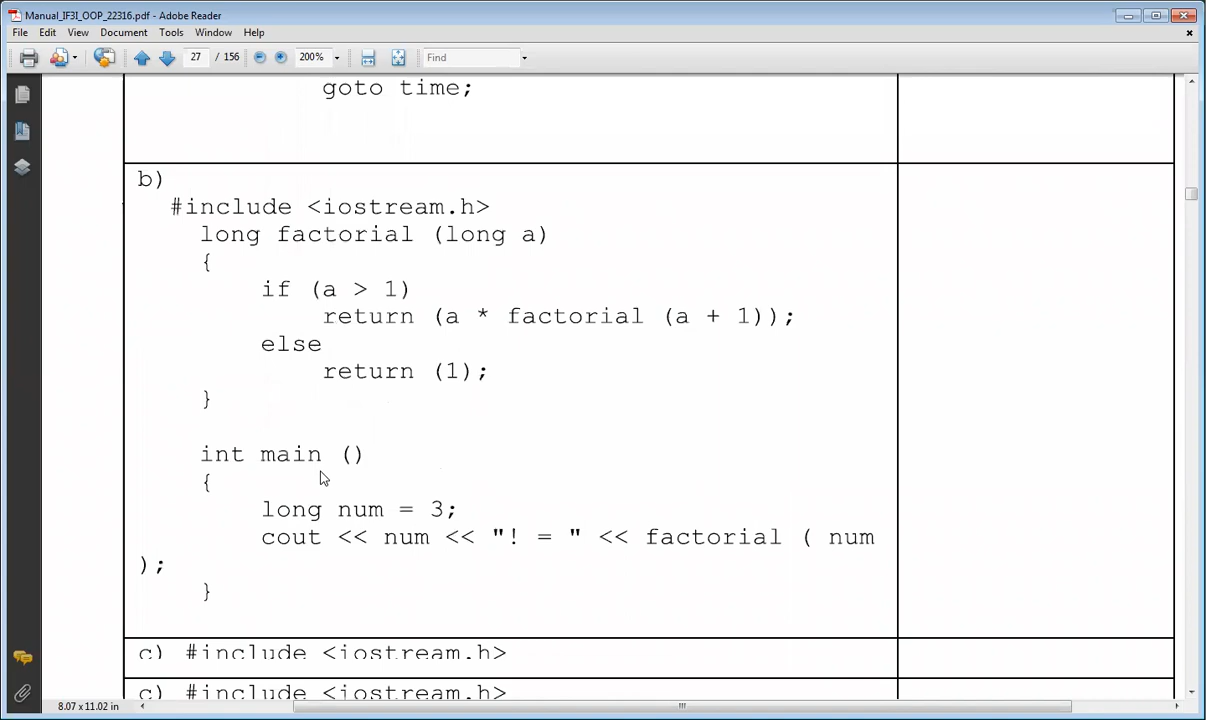 Manual_IF3I_OOP_22316.pdf - Adobe Reader
File Edit View Document Tools Window Help
27 / 156 200% Find
goto time;
b)
#include <iostream.h>
long factorial (long a)
{
if (a > 1)
return (a * factorial (a + 1));
else
return (1);
}
int main ()
{
long num = 3;
cout << num << "! = " << factorial ( num
);
}
c) #include <iostream.h>
c) #include <iostream.h>
8.07 x 11.02 in